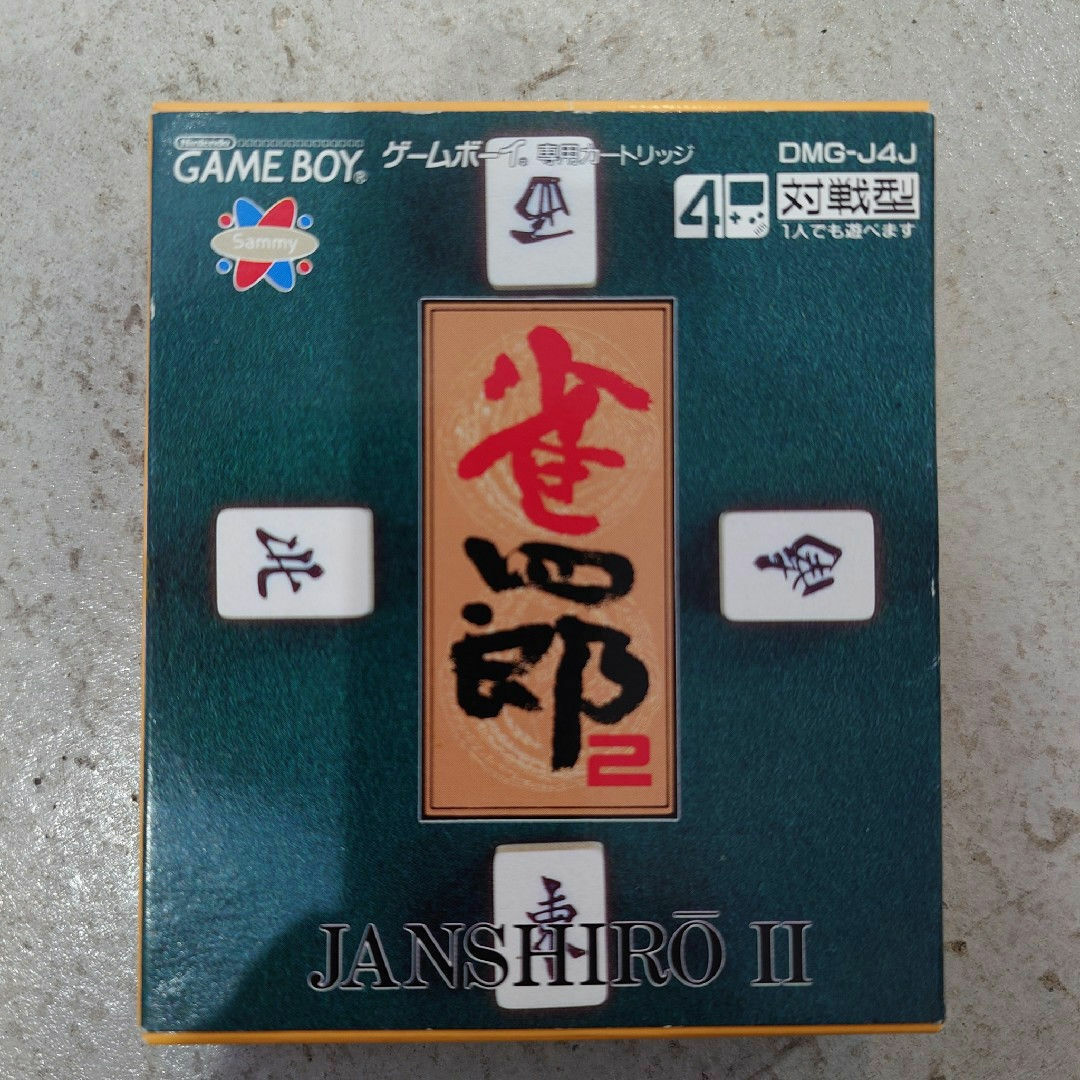 Nintendo
GAME BOY®
ゲームボーイ® 専用カートリッジ
DMG-J4J
4 対戦型
1人でも遊べます
Sammy
西
雀四郎2
北
南
東
JANSHIRŌ II